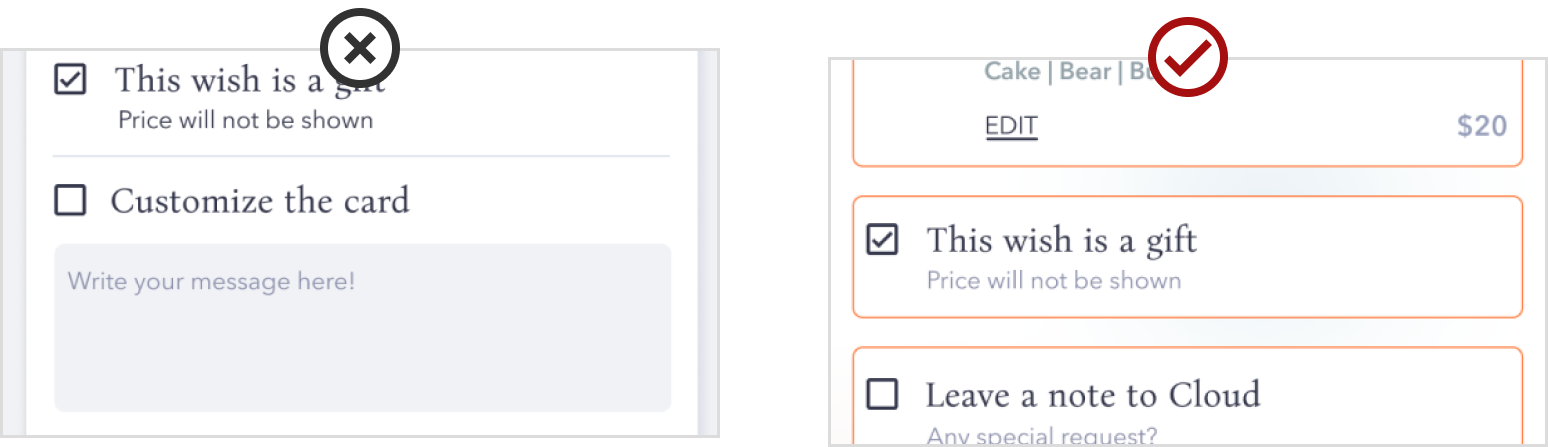 This wish is a gift
Price will not be shown
Customize the card
Write your message here!
Cake | Bear |
EDIT
$20
This wish is a gift
Price will not be shown
Leave a note to Cloud
Any special request?